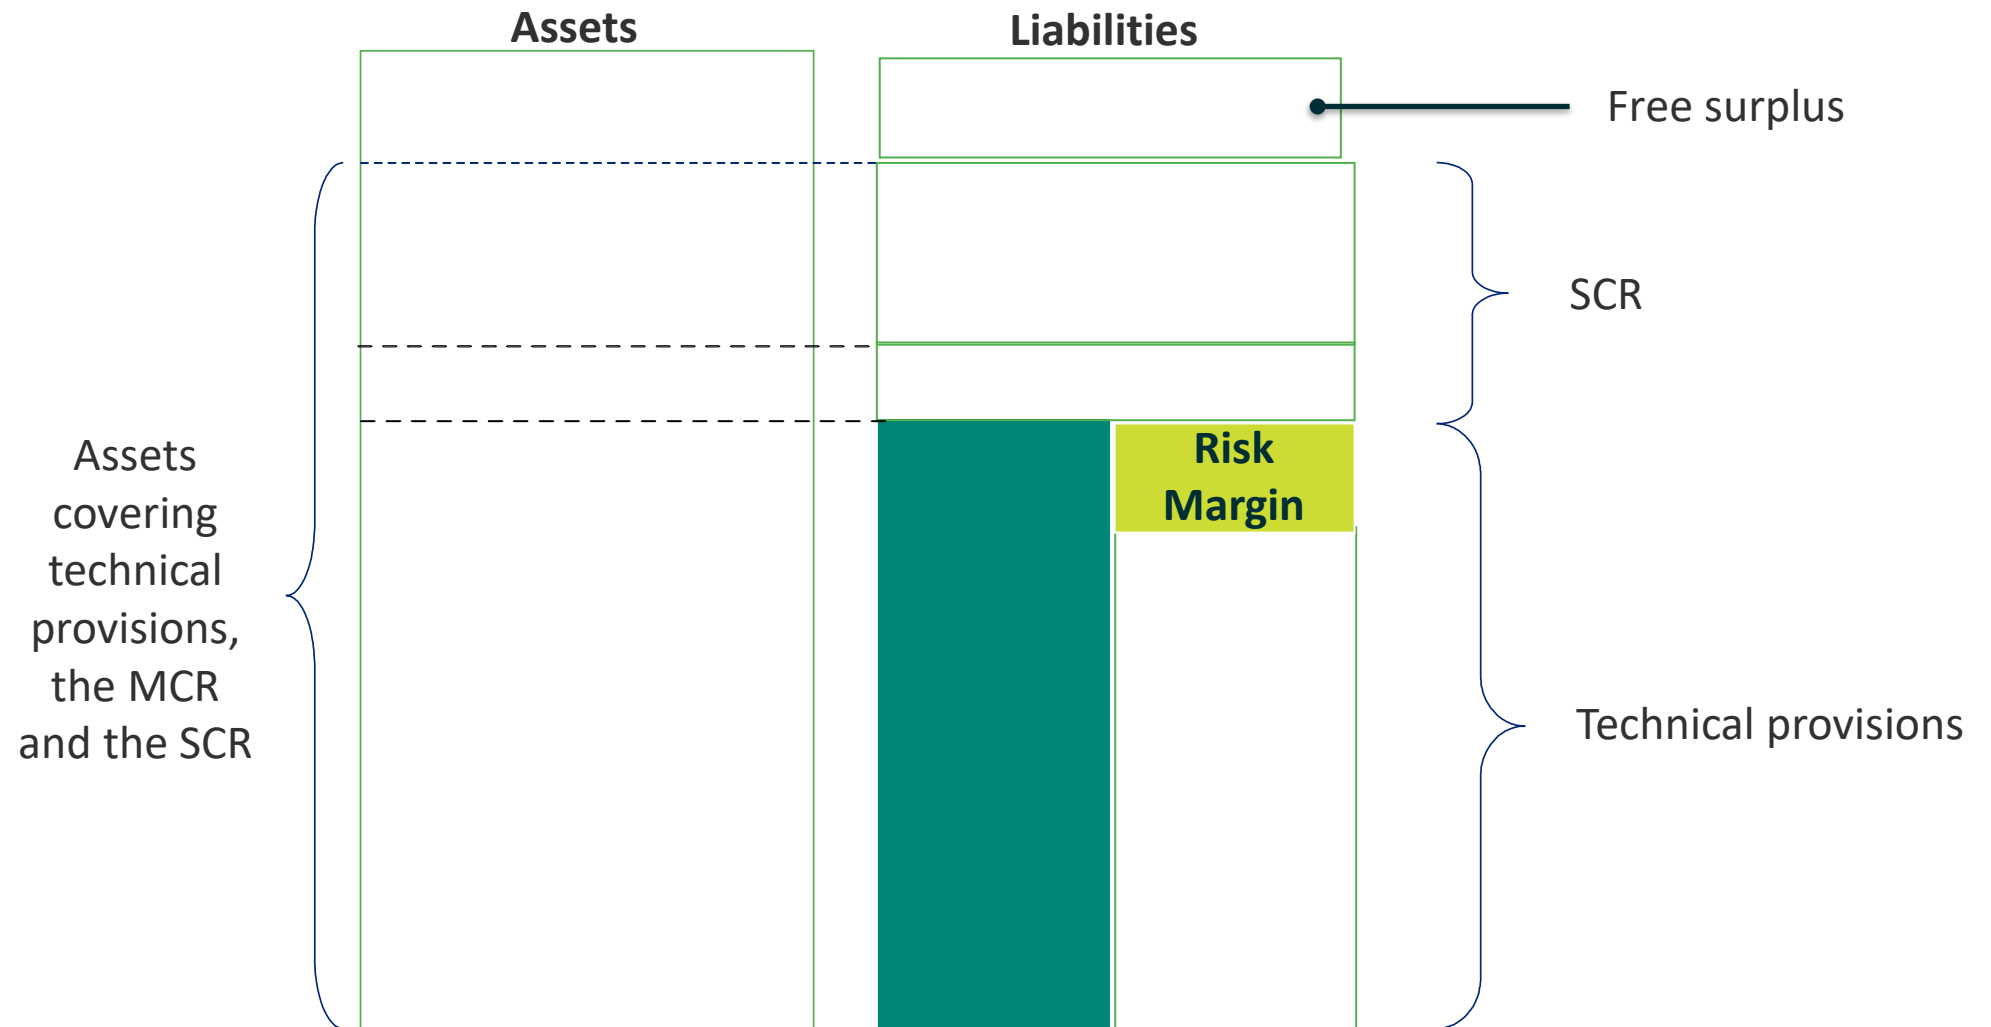 Assets
Liabilities
Free surplus
SCR
Risk
Margin
Assets
covering
technical
provisions,
the MCR
and the SCR
Technical provisions